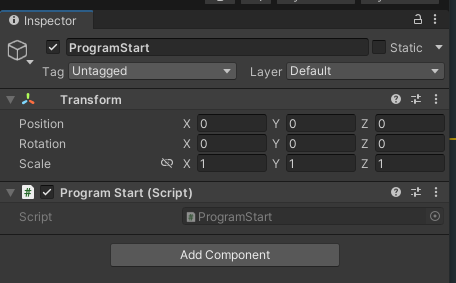 Inspector
ProgramStart Static
Tag Untagged Layer Default
Transform
Position X 0 Y 0 Z 0
Rotation X 0 Y 0 Z 0
Scale X 1 Y 1 Z 1
# Program Start (Script)
Script # ProgramStart
Add Component